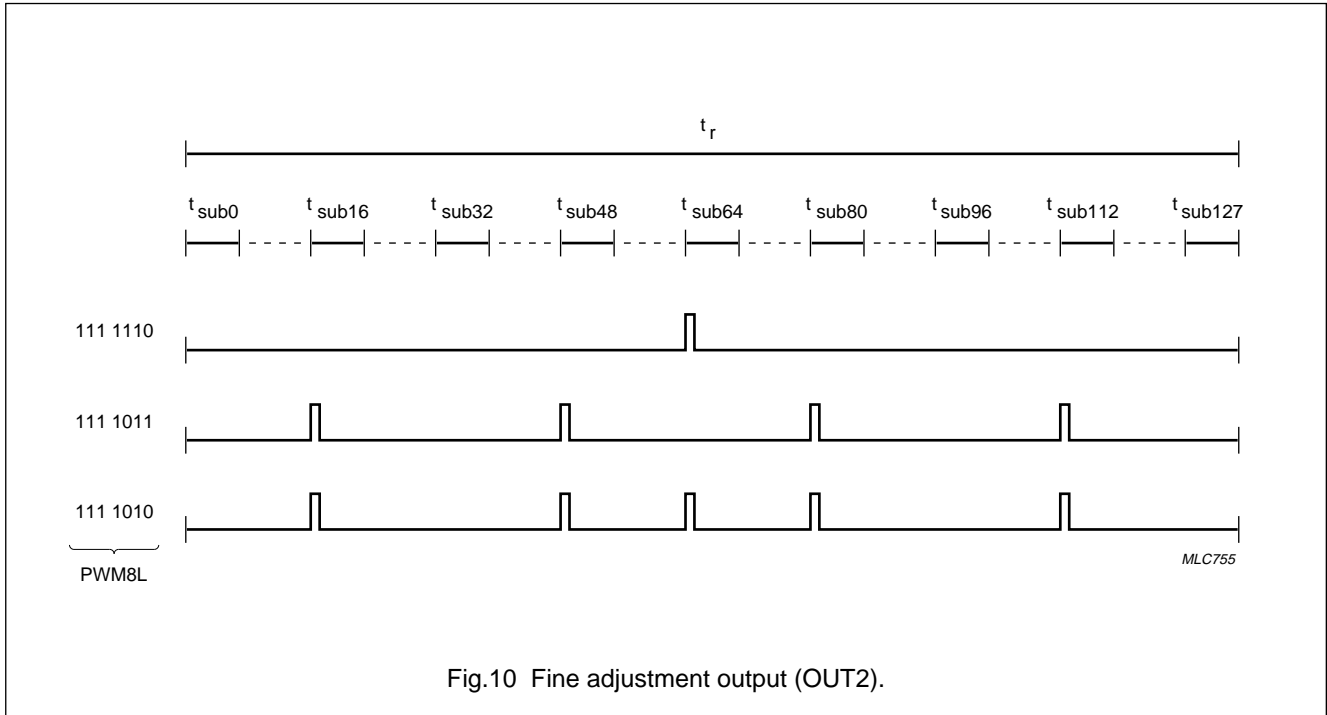 t r
t sub0 t sub16 t sub32 t sub48 t sub64 t sub80 t sub96 t sub112 t sub127
111 1110
111 1011
111 1010
PWM8L
MLC755
Fig.10 Fine adjustment output (OUT2).